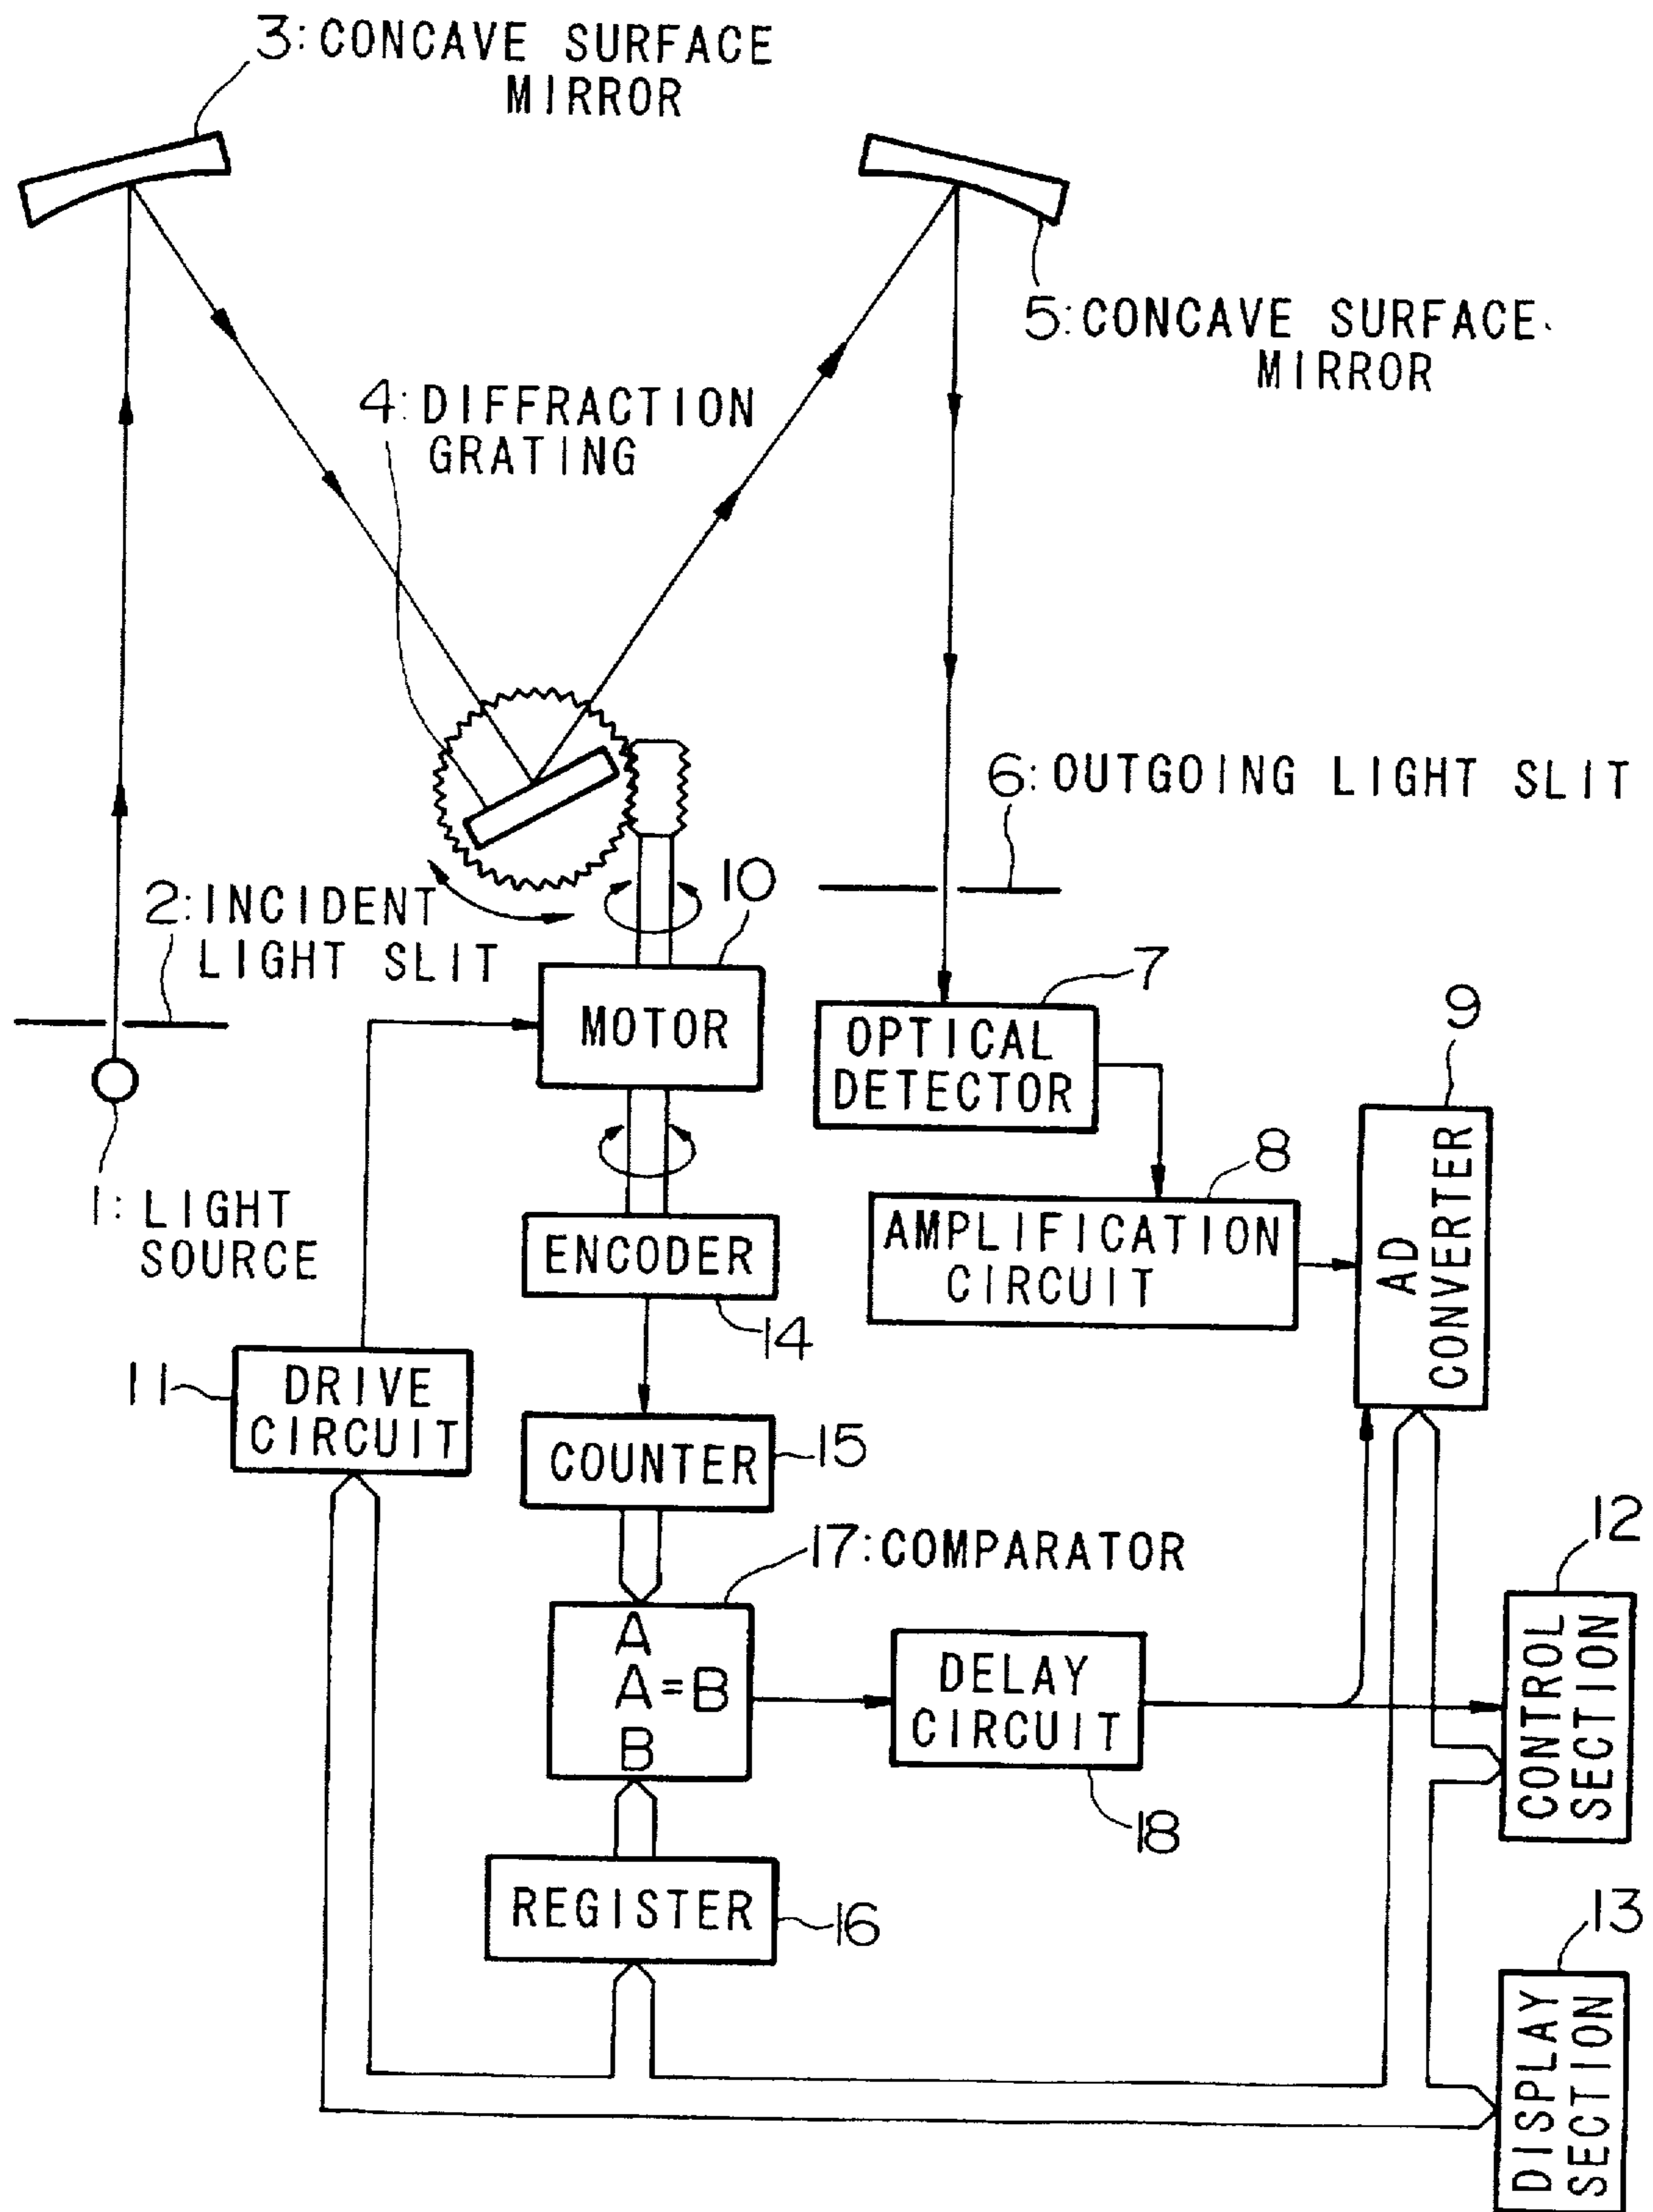 3: CONCAVE SURFACE
MIRROR
5: CONCAVE SURFACE
MIRROR
4: DIFFRACTION
GRATING
6: OUTGOING LIGHT SLIT
10
2: INCIDENT
LIGHT SLIT
7
9
MOTOR
OPTICAL
DETECTOR
8
1: LIGHT
SOURCE
AMPLIFICATION
CIRCUIT
AD
CONVERTER
ENCODER
14
11
DRIVE
CIRCUIT
COUNTER
15
12
17: COMPARATOR
A
A = B
B
DELAY
CIRCUIT
CONTROL
SECTION
18
REGISTER
16
13
DISPLAY
SECTION